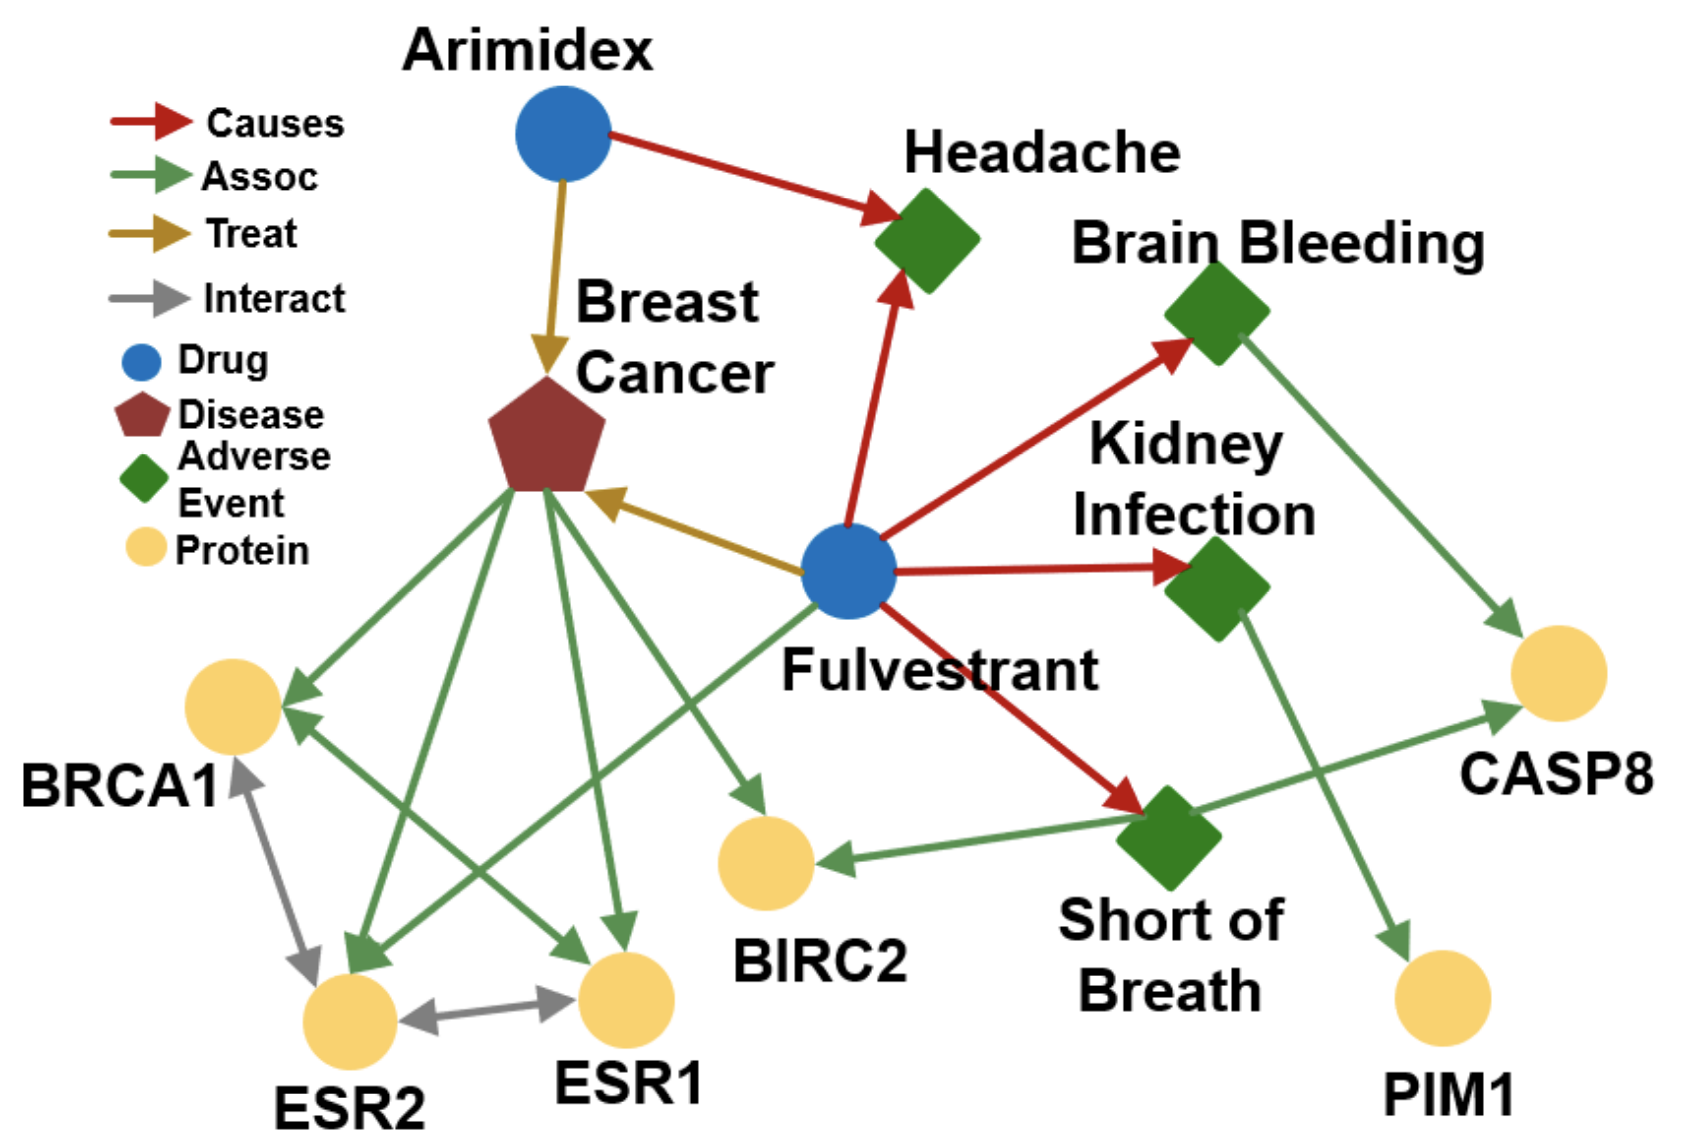 Arimidex
Causes
Assoc
Treat
Interact
Drug
Disease
Adverse
Event
Protein
Headache
Brain Bleeding
Breast
Cancer
Kidney
Infection
Fulvestrant
BRCA1
CASP8
BIRC2
Short of
Breath
ESR2
ESR1
PIM1